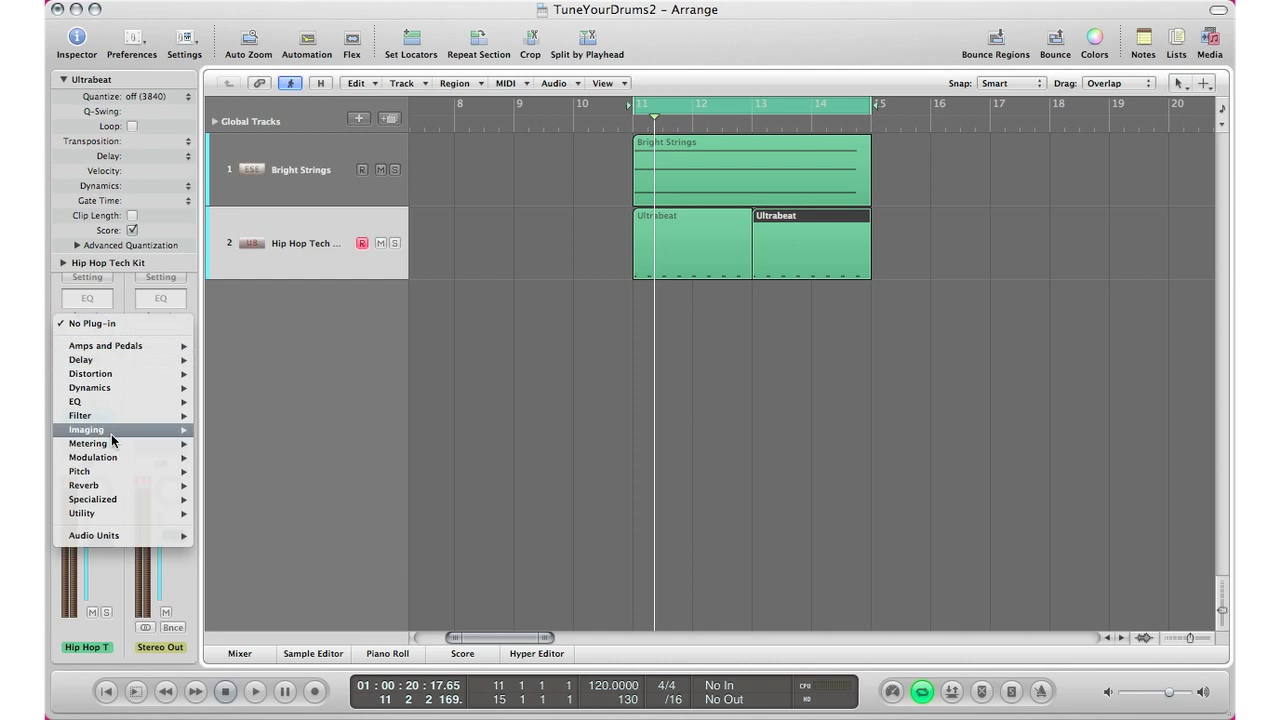 TuneYourDrums2 – Arrange
Inspector Preferences Settings Auto Zoom Automation Flex Set Locators Repeat Section Crop Split by Playhead Bounce Regions Bounce Colors Notes Lists Media
Ultrabeat
H Edit Track Region MIDI Audio View Snap: Smart Drag: Overlap
Quantize: off (3840)
Q-Swing:
Loop:
Transposition:
Delay:
Velocity:
Dynamics:
Gate Time:
Clip Length:
Score:
Advanced Quantization
Hip Hop Tech Kit
Setting Setting
EQ EQ
8 9 10 11 12 13 14 15 16 17 18 19 20
Global Tracks
1 ESE Bright Strings R M S
Bright Strings
2 UB Hip Hop Tech ... R M S
Ultrabeat Ultrabeat
✓ No Plug-in
Amps and Pedals
Delay
Distortion
Dynamics
EQ
Filter
Imaging
Metering
Modulation
Pitch
Reverb
Specialized
Utility
Audio Units
M S M
Bnce
Hip Hop T Stereo Out
Mixer Sample Editor Piano Roll Score Hyper Editor
01 : 00 : 20 : 17.65 11 1 1 1 120.0000 4/4 No In CPU
11 2 2 169. 15 1 1 1 130 /16 No Out HD
S